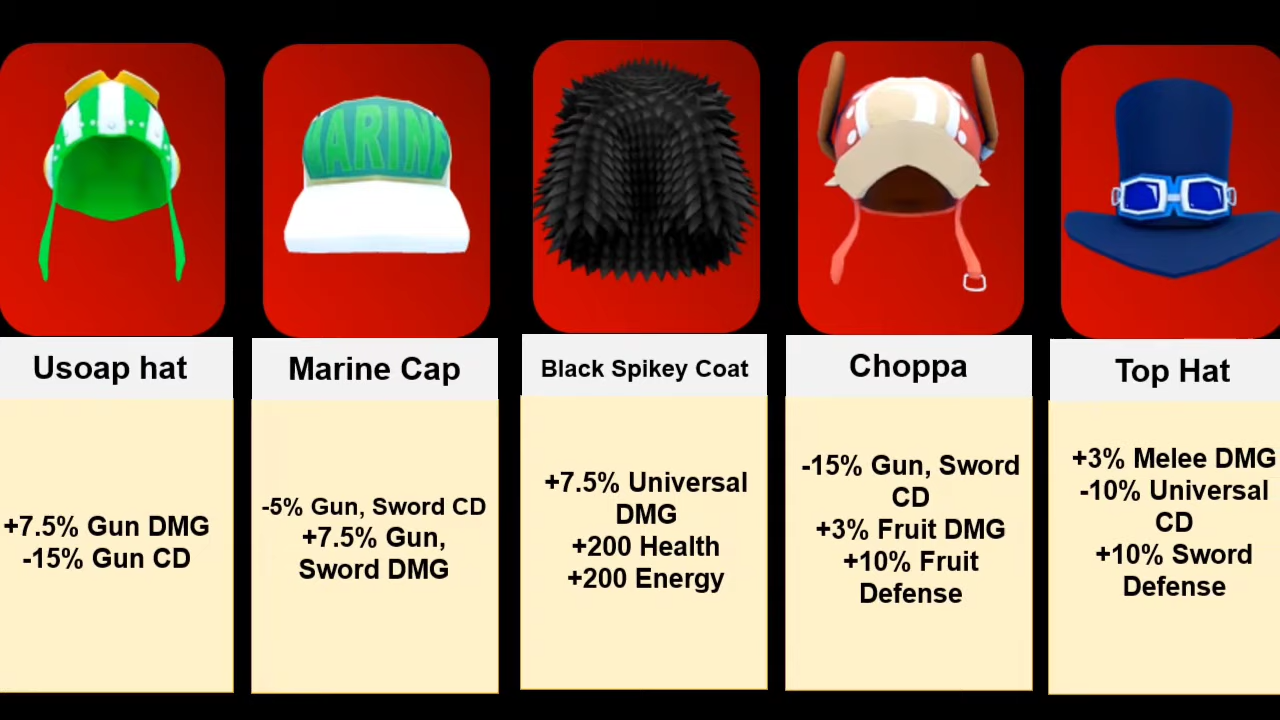 MARINE
Usoap hat
Marine Cap
Black Spikey Coat
Choppa
Top Hat
+7.5% Gun DMG
-15% Gun CD
-5% Gun, Sword CD
+7.5% Gun,
Sword DMG
+7.5% Universal
DMG
+200 Health
+200 Energy
-15% Gun, Sword
CD
+3% Fruit DMG
+10% Fruit
Defense
+3% Melee DMG
-10% Universal
CD
+10% Sword
Defense